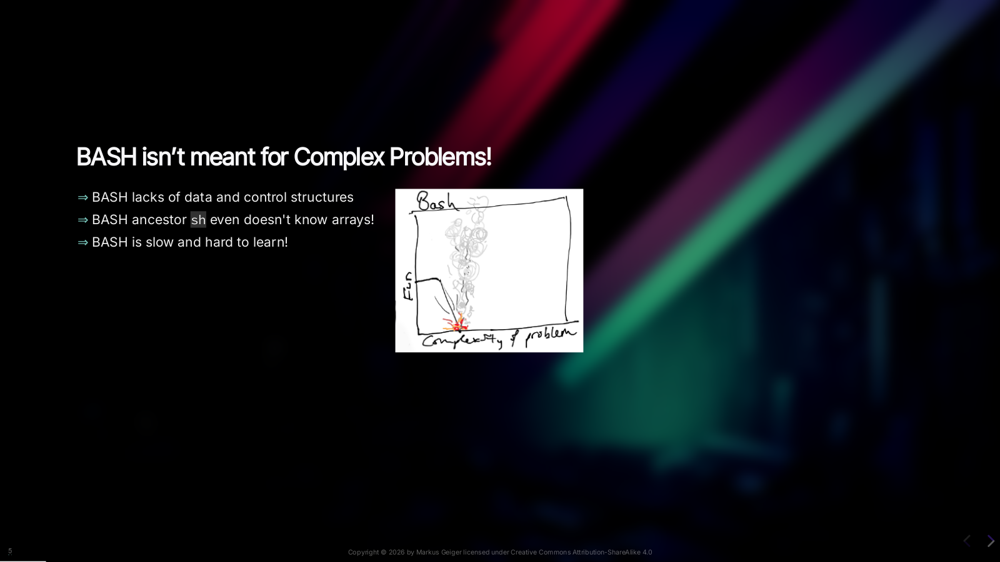 BASH isn’t meant for Complex Problems!
⇒ BASH lacks of data and control structures
⇒ BASH ancestor sh even doesn't know arrays!
⇒ BASH is slow and hard to learn!
Bash
Fun
Complexity of problem
5
Copyright © 2026 by Markus Geiger licensed under Creative Commons Attribution-ShareAlike 4.0